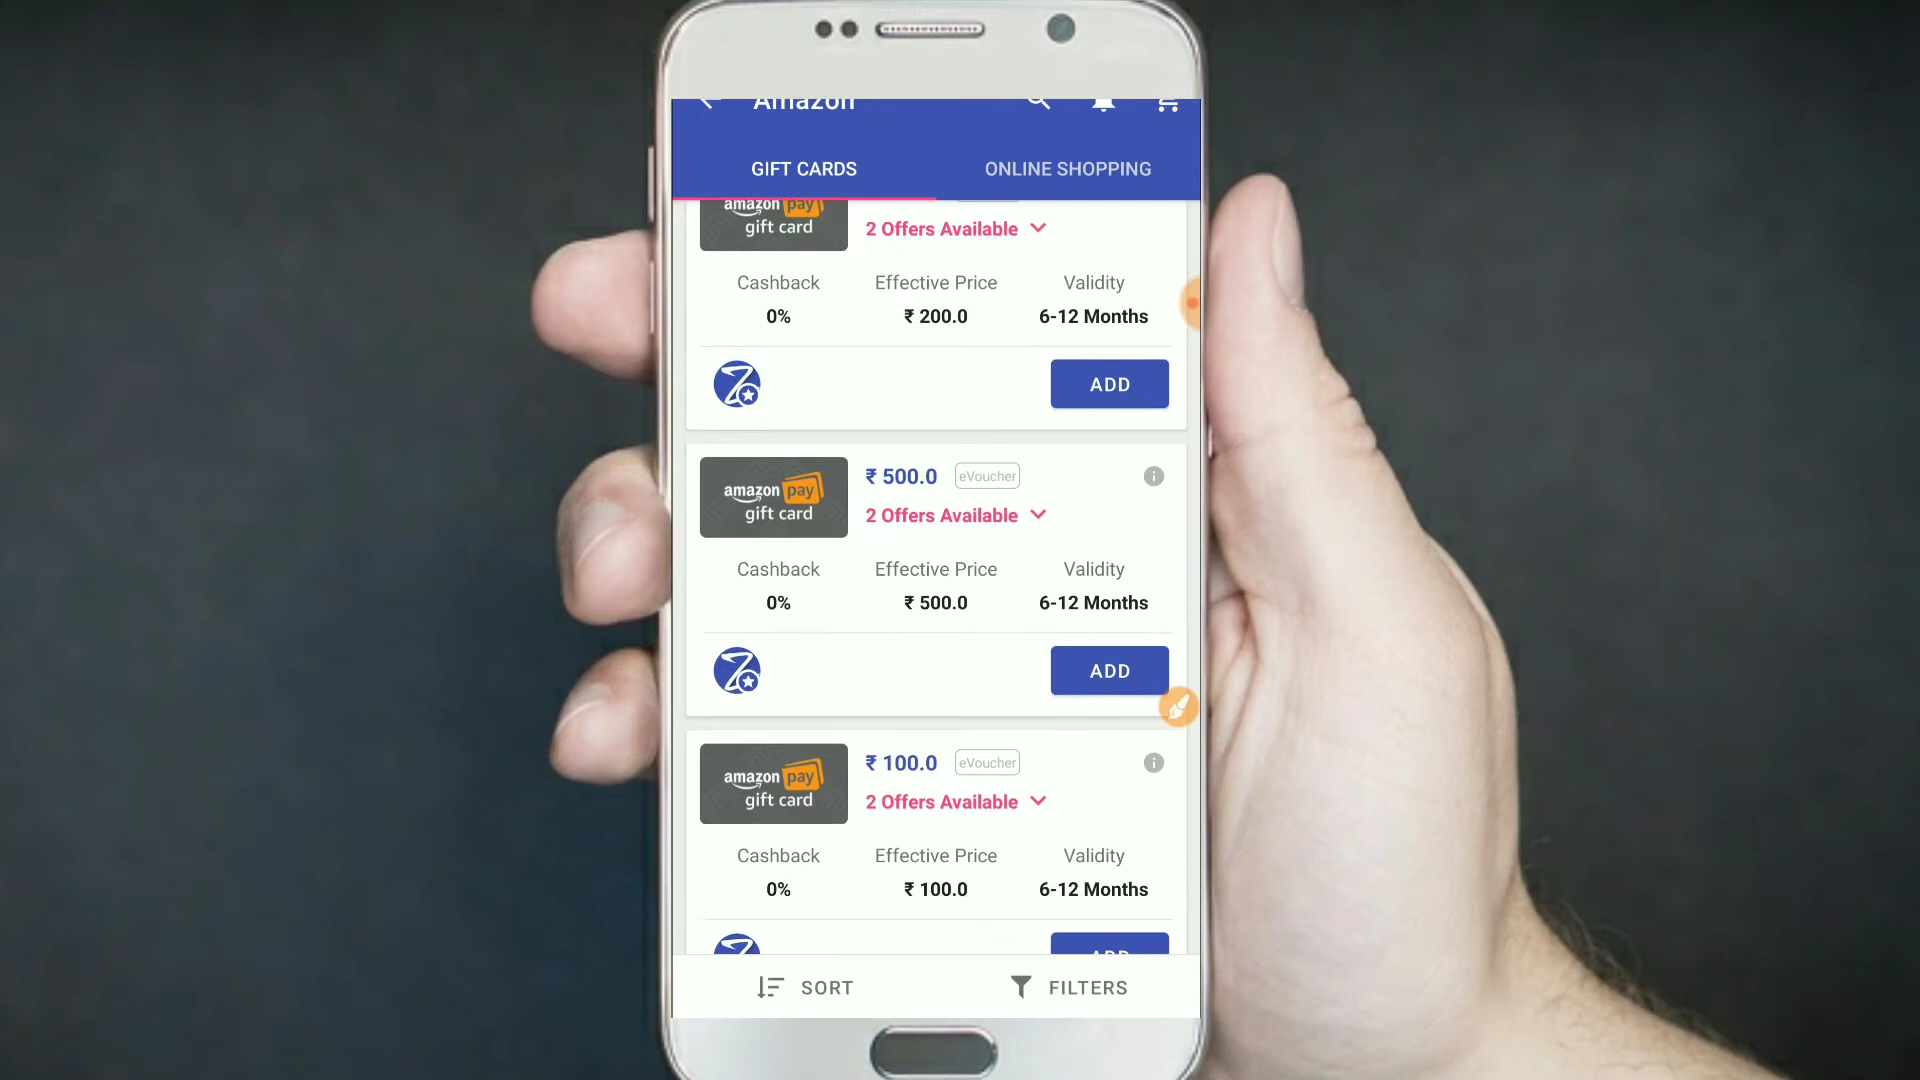 Amazon
GIFT CARDS ONLINE SHOPPING
amazon pay
gift card
2 Offers Available
Cashback Effective Price Validity
0% ₹ 200.0 6-12 Months
ADD
amazon pay
gift card
₹ 500.0 eVoucher
2 Offers Available
Cashback Effective Price Validity
0% ₹ 500.0 6-12 Months
ADD
amazon pay
gift card
₹ 100.0 eVoucher
2 Offers Available
Cashback Effective Price Validity
0% ₹ 100.0 6-12 Months
ADD
SORT FILTERS